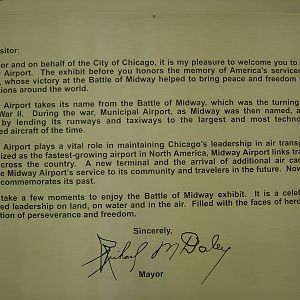 isitor:
or and on behalf of the City of Chicago, it is my pleasure to welcome you to
Airport. The exhibit before you honors the memory of America's service
, whose victory at the Battle of Midway helped to bring peace and freedom
tions around the world.
Airport takes its name from the Battle of Midway, which was the turning
War II. During the war, Municipal Airport, as Midway was then named, a
by lending its runways and taxiways to the largest and most techno
ed aircraft of the time.
Airport plays a vital role in maintaining Chicago's leadership in air transp
ized as the fastest-growing airport in North America, Midway Airport links tra
across the country. A new terminal and the arrival of additional air car
e Midway Airport's service to its community and travelers in the future. Now
commemorates its past.
take a few moments to enjoy the Battle of Midway exhibit. It is a celeb
ed leadership on land, on water and in the air. Filled with the faces of hero
tion of perseverance and freedom.
Sincerely,
Richard M Daley
Mayor